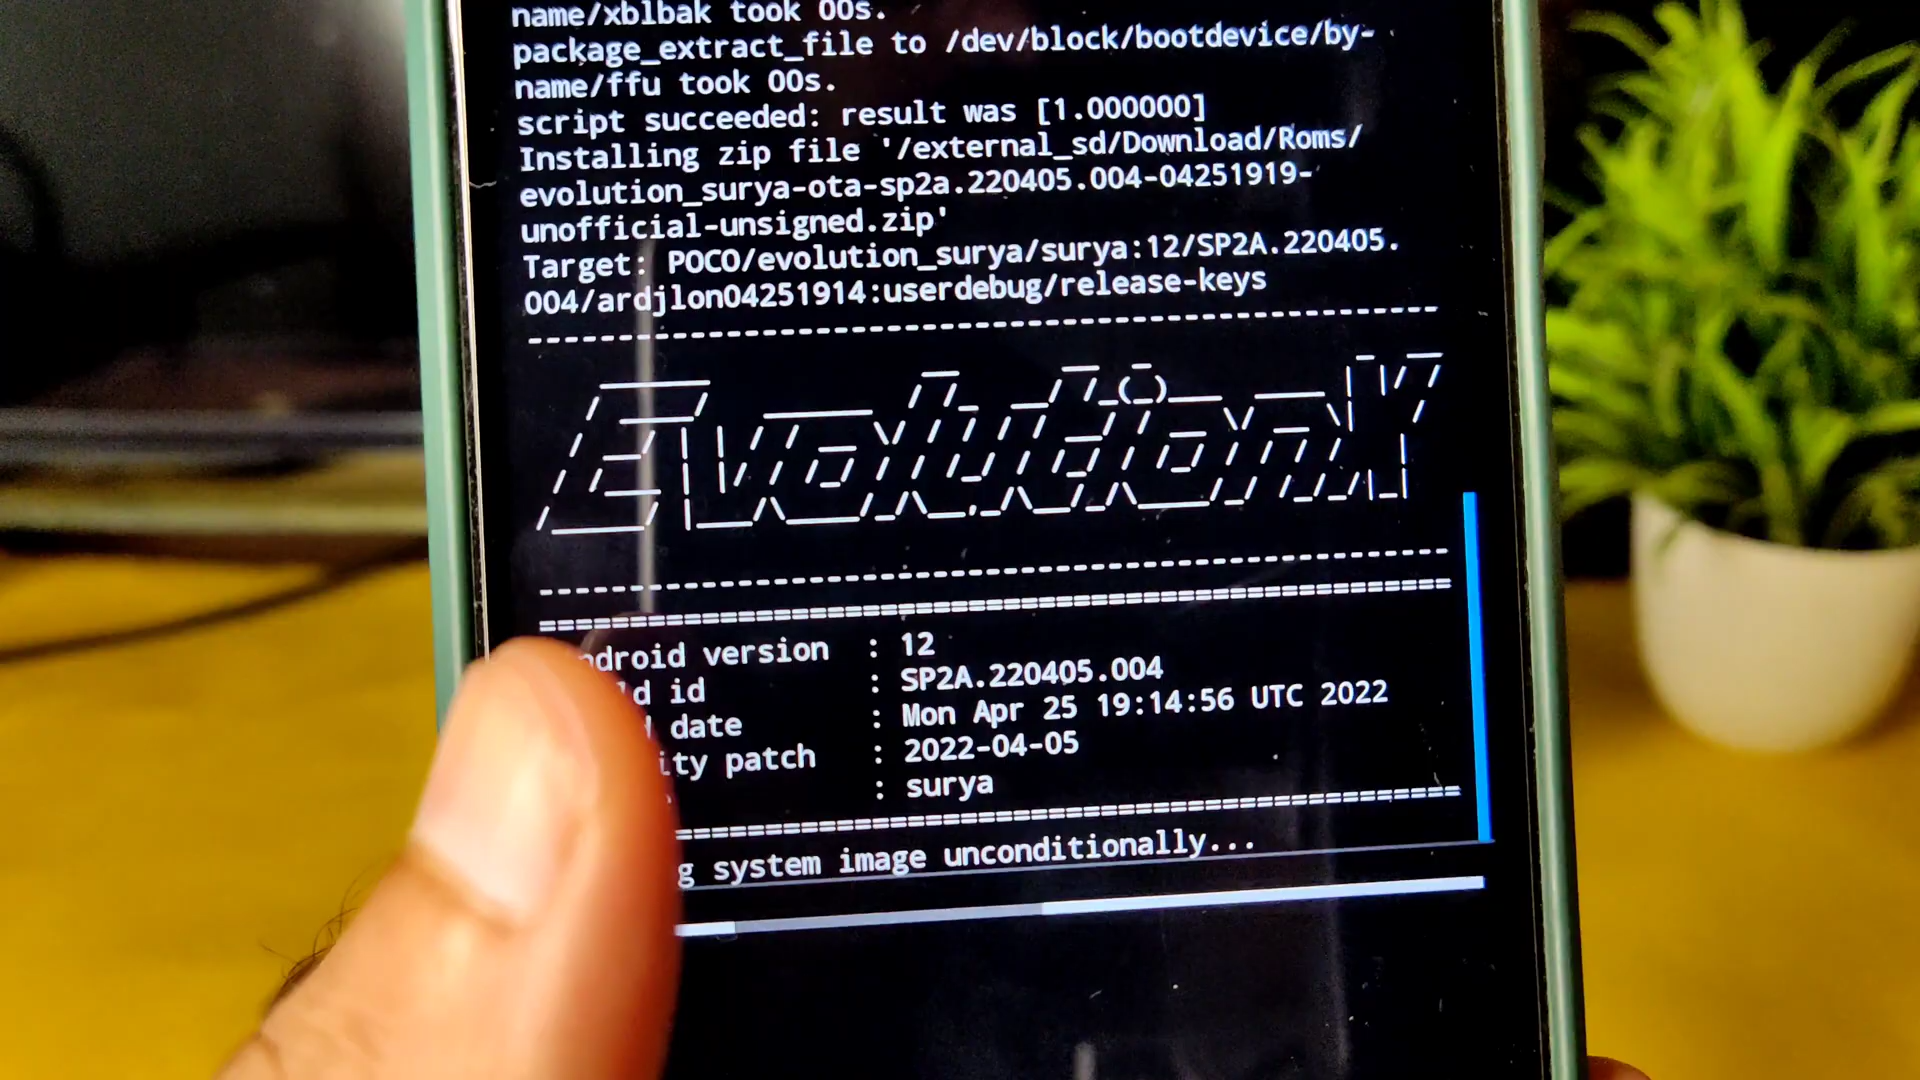 name/xblbak took 00s.
package_extract_file to /dev/block/bootdevice/by-
name/ffu took 00s.
script succeeded: result was [1.000000]
Installing zip file '/external_sd/Download/Roms/
evolution_surya-ota-sp2a.220405.004-04251919-
unofficial-unsigned.zip'
Target: POCO/evolution_surya/surya:12/SP2A.220405.
004/ardjlon04251914:userdebug/release-keys
Evolution X
ndroid version : 12
ld id : SP2A.220405.004
d date : Mon Apr 25 19:14:56 UTC 2022
ity patch : 2022-04-05
: surya
g system image unconditionally...